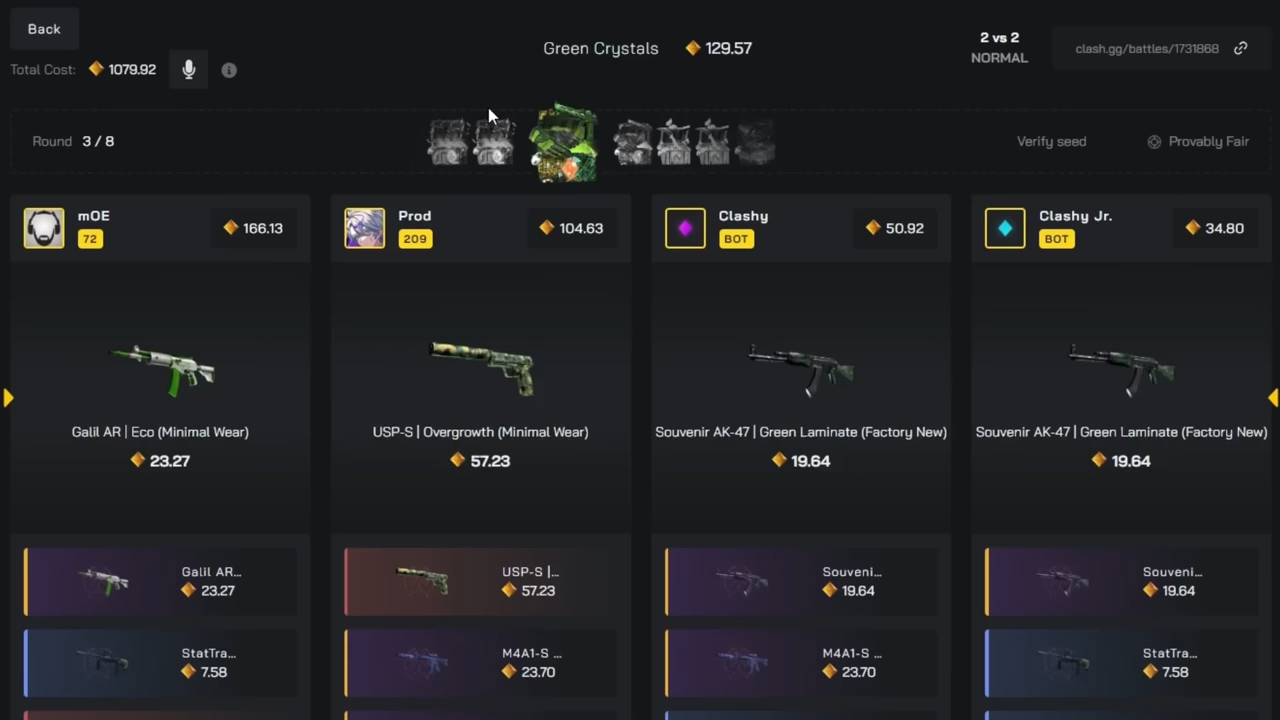 Back
Total Cost: 1079.92
Green Crystals 129.57
2 vs 2
NORMAL
clash.gg/battles/1731868
Round 3 / 8
Verify seed
Provably Fair
mOE
72
166.13
Prod
209
104.63
Clashy
BOT
50.92
Clashy Jr.
BOT
34.80
Galil AR | Eco (Minimal Wear)
23.27
USP-S | Overgrowth (Minimal Wear)
57.23
Souvenir AK-47 | Green Laminate (Factory New)
19.64
Souvenir AK-47 | Green Laminate (Factory New)
19.64
Galil AR...
23.27
USP-S |...
57.23
Souveni...
19.64
Souveni...
19.64
StatTra...
7.58
M4A1-S ...
23.70
M4A1-S ...
23.70
StatTra...
7.58